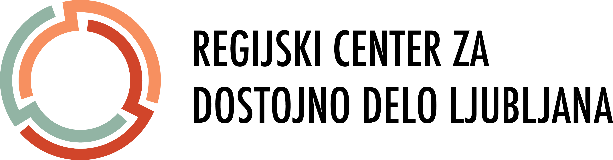 REGIJSKI CENTER ZA
DOSTOJNO DELO LJUBLJANA